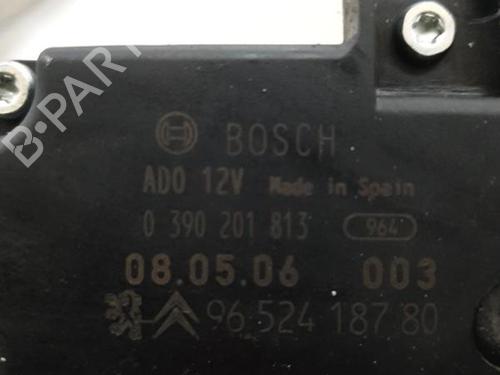 BOSCH
AD0 12V Made in Spain
0 390 201 813 964
08.05.06 003
96 524 187 80
B-PARTS